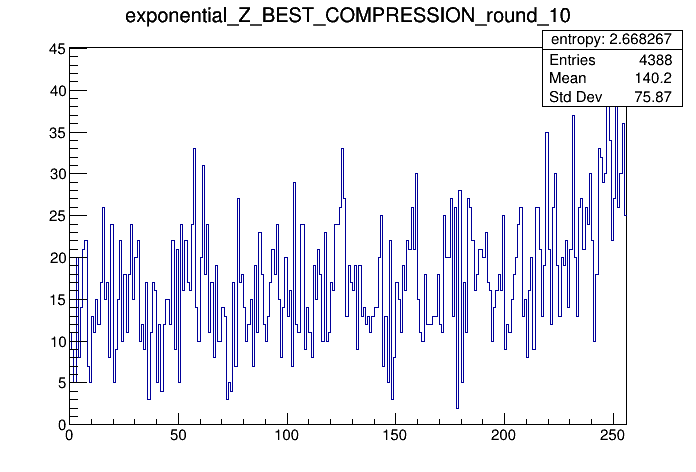 exponential_Z_BEST_COMPRESSION_round_10
entropy: 2.668267
Entries 4388
Mean 140.2
Std Dev 75.87
45
40
35
30
25
20
15
10
5
0
0 50 100 150 200 250